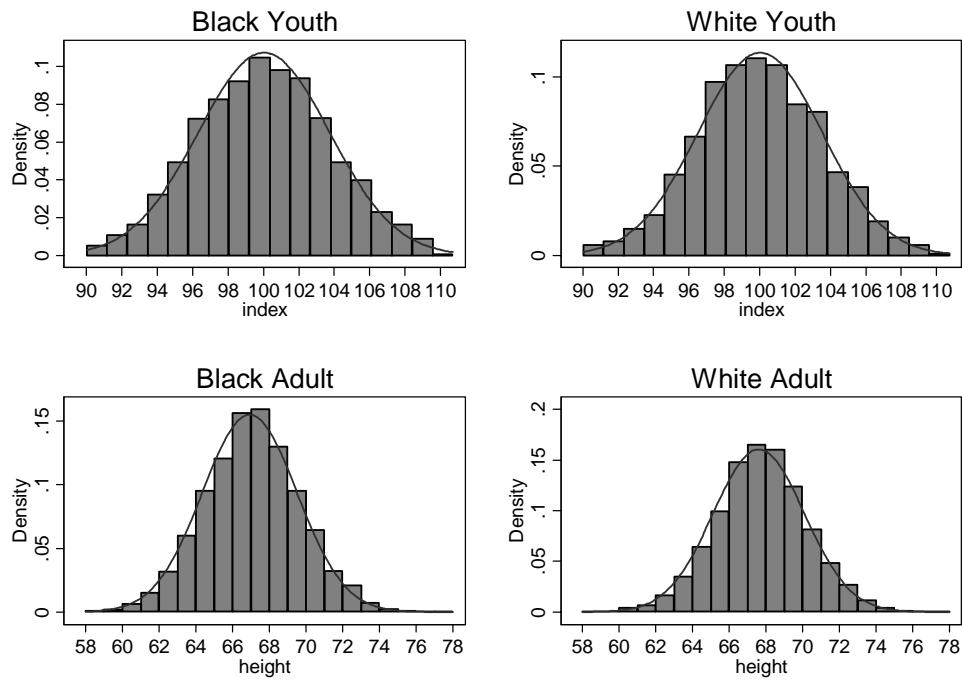 Black Youth
Density
0 .02 .04 .06 .08 .1
90 92 94 96 98 100 102 104 106 108 110
index
White Youth
Density
0 .05 .1
90 92 94 96 98 100 102 104 106 108 110
index
Black Adult
Density
0 .05 .1 .15
58 60 62 64 66 68 70 72 74 76 78
height
White Adult
Density
0 .05 .1 .15 .2
58 60 62 64 66 68 70 72 74 76 78
height